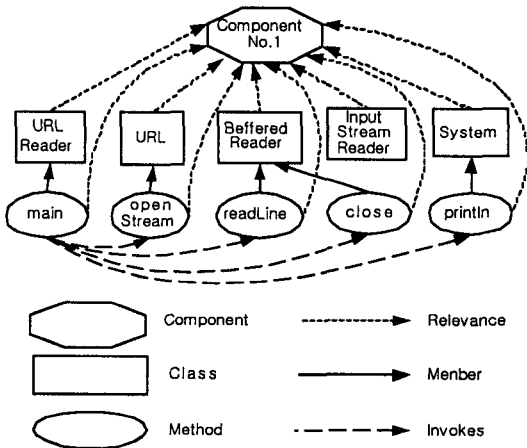 Component
No.1
URL
Reader
URL
Beffered
Reader
Input
Stream
Reader
System
main
open
Stream
readLine
close
println
Component
Relevance
Class
Menber
Method
Invokes